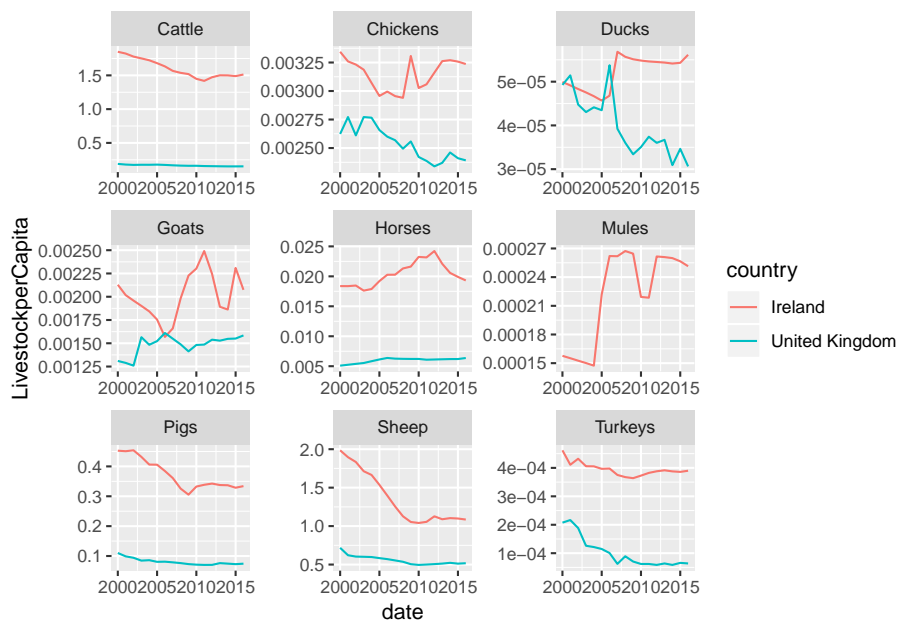 Cattle
Chickens
Ducks
1.5
1.0
0.5
0.00325
0.00300
0.00275
0.00250
5e−05
4e−05
3e−05
2000 2005 2010 2015
2000 2005 2010 2015
2000 2005 2010 2015
Goats
Horses
Mules
0.00250
0.00225
0.00200
0.00175
0.00150
0.00125
0.025
0.020
0.015
0.010
0.005
0.00027
0.00024
0.00021
0.00018
0.00015
2000 2005 2010 2015
2000 2005 2010 2015
2000 2005 2010 2015
Pigs
Sheep
Turkeys
0.4
0.3
0.2
0.1
2.0
1.5
1.0
0.5
4e−04
3e−04
2e−04
1e−04
2000 2005 2010 2015
2000 2005 2010 2015
2000 2005 2010 2015
date
LivestockperCapita
country
Ireland
United Kingdom